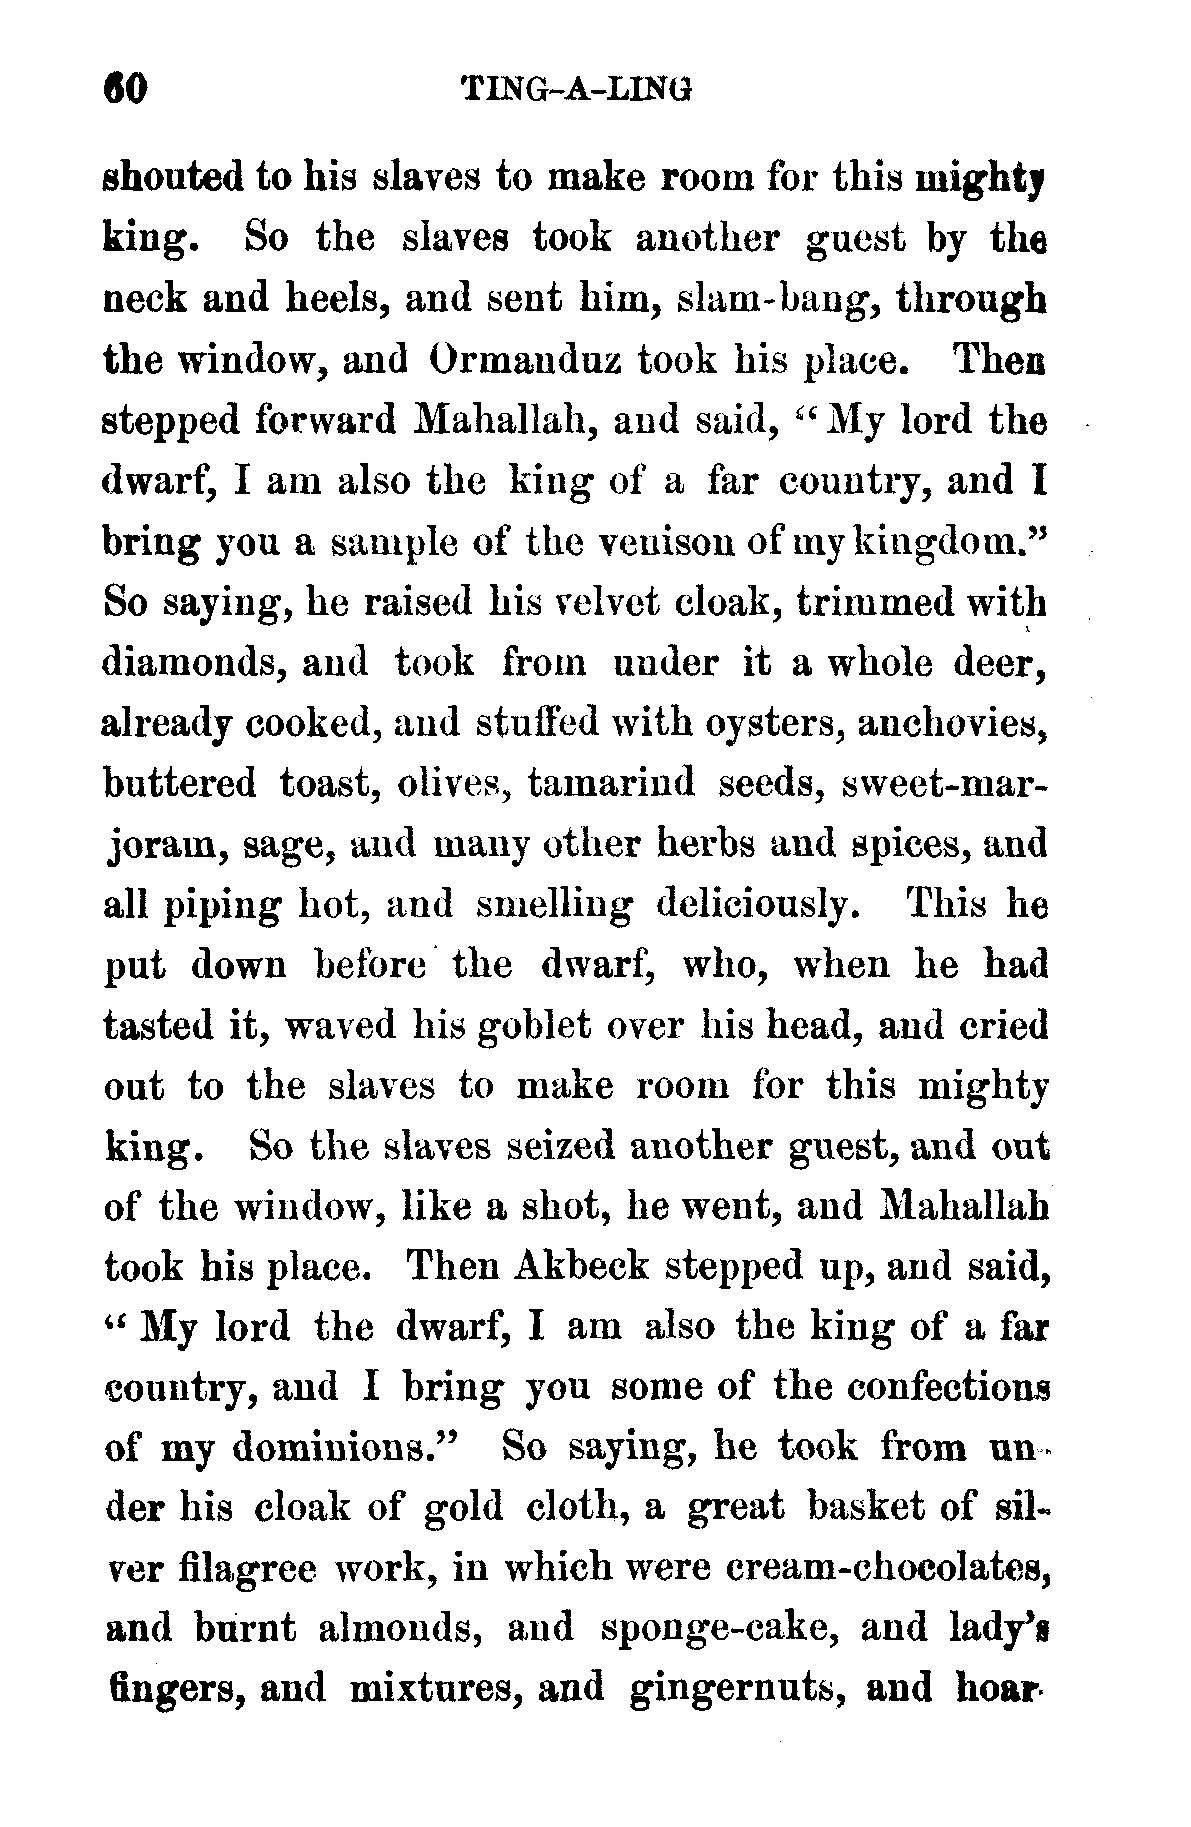 60 TING-A-LING
shouted to his slaves to make room for this mighty
king. So the slaves took another guest by the
neck and heels, and sent him, slam-bang, through
the window, and Ormanduz took his place. Then
stepped forward Mahallah, and said, “ My lord the
dwarf, I am also the king of a far country, and I
bring you a sample of the venison of my kingdom.”
So saying, he raised his velvet cloak, trimmed with
diamonds, and took from under it a whole deer,
already cooked, and stuffed with oysters, anchovies,
buttered toast, olives, tamarind seeds, sweet-mar-
joram, sage, and many other herbs and spices, and
all piping hot, and smelling deliciously. This he
put down before the dwarf, who, when he had
tasted it, waved his goblet over his head, and cried
out to the slaves to make room for this mighty
king. So the slaves seized another guest, and out
of the window, like a shot, he went, and Mahallah
took his place. Then Akbeck stepped up, and said,
“ My lord the dwarf, I am also the king of a far
country, and I bring you some of the confections
of my dominions.” So saying, he took from un-
der his cloak of gold cloth, a great basket of sil-
ver filagree work, in which were cream-chocolates,
and burnt almonds, and sponge-cake, and lady’s
fingers, and mixtures, and gingernuts, and hoar-